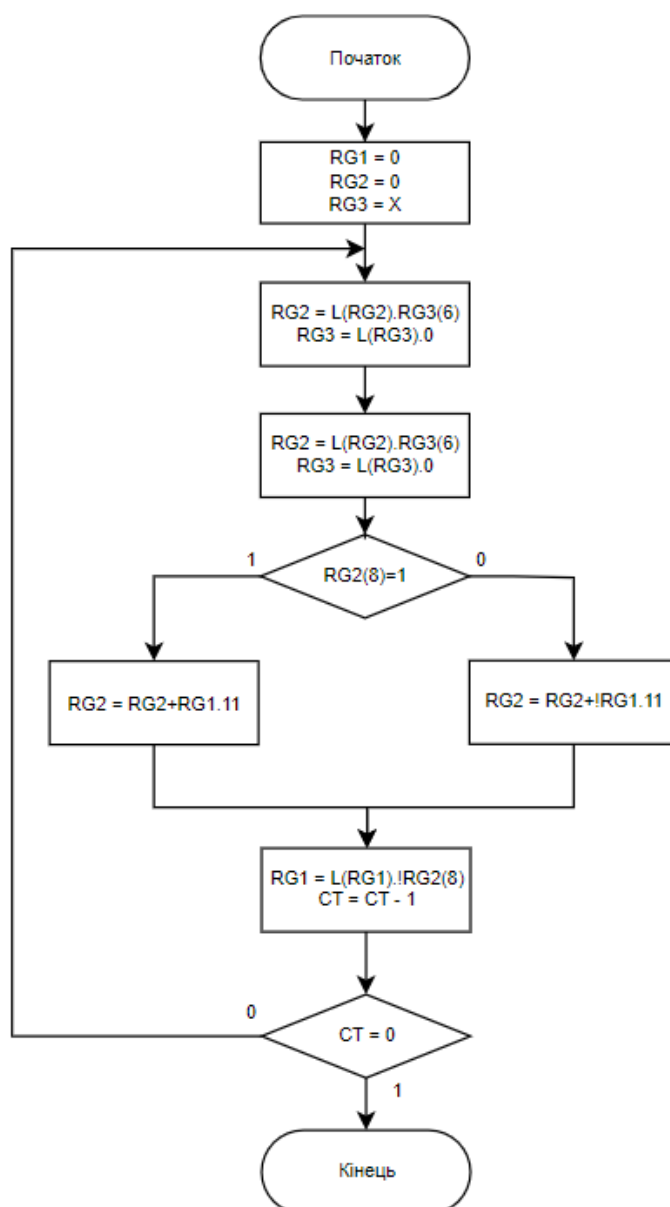 Початок
RG1 = 0
RG2 = 0
RG3 = X
RG2 = L(RG2).RG3(6)
RG3 = L(RG3).0
RG2 = L(RG2).RG3(6)
RG3 = L(RG3).0
1
RG2(8)=1
0
RG2 = RG2+RG1.11
RG2 = RG2+!RG1.11
RG1 = L(RG1).!RG2(8)
CT = CT - 1
0
CT = 0
1
Кінець